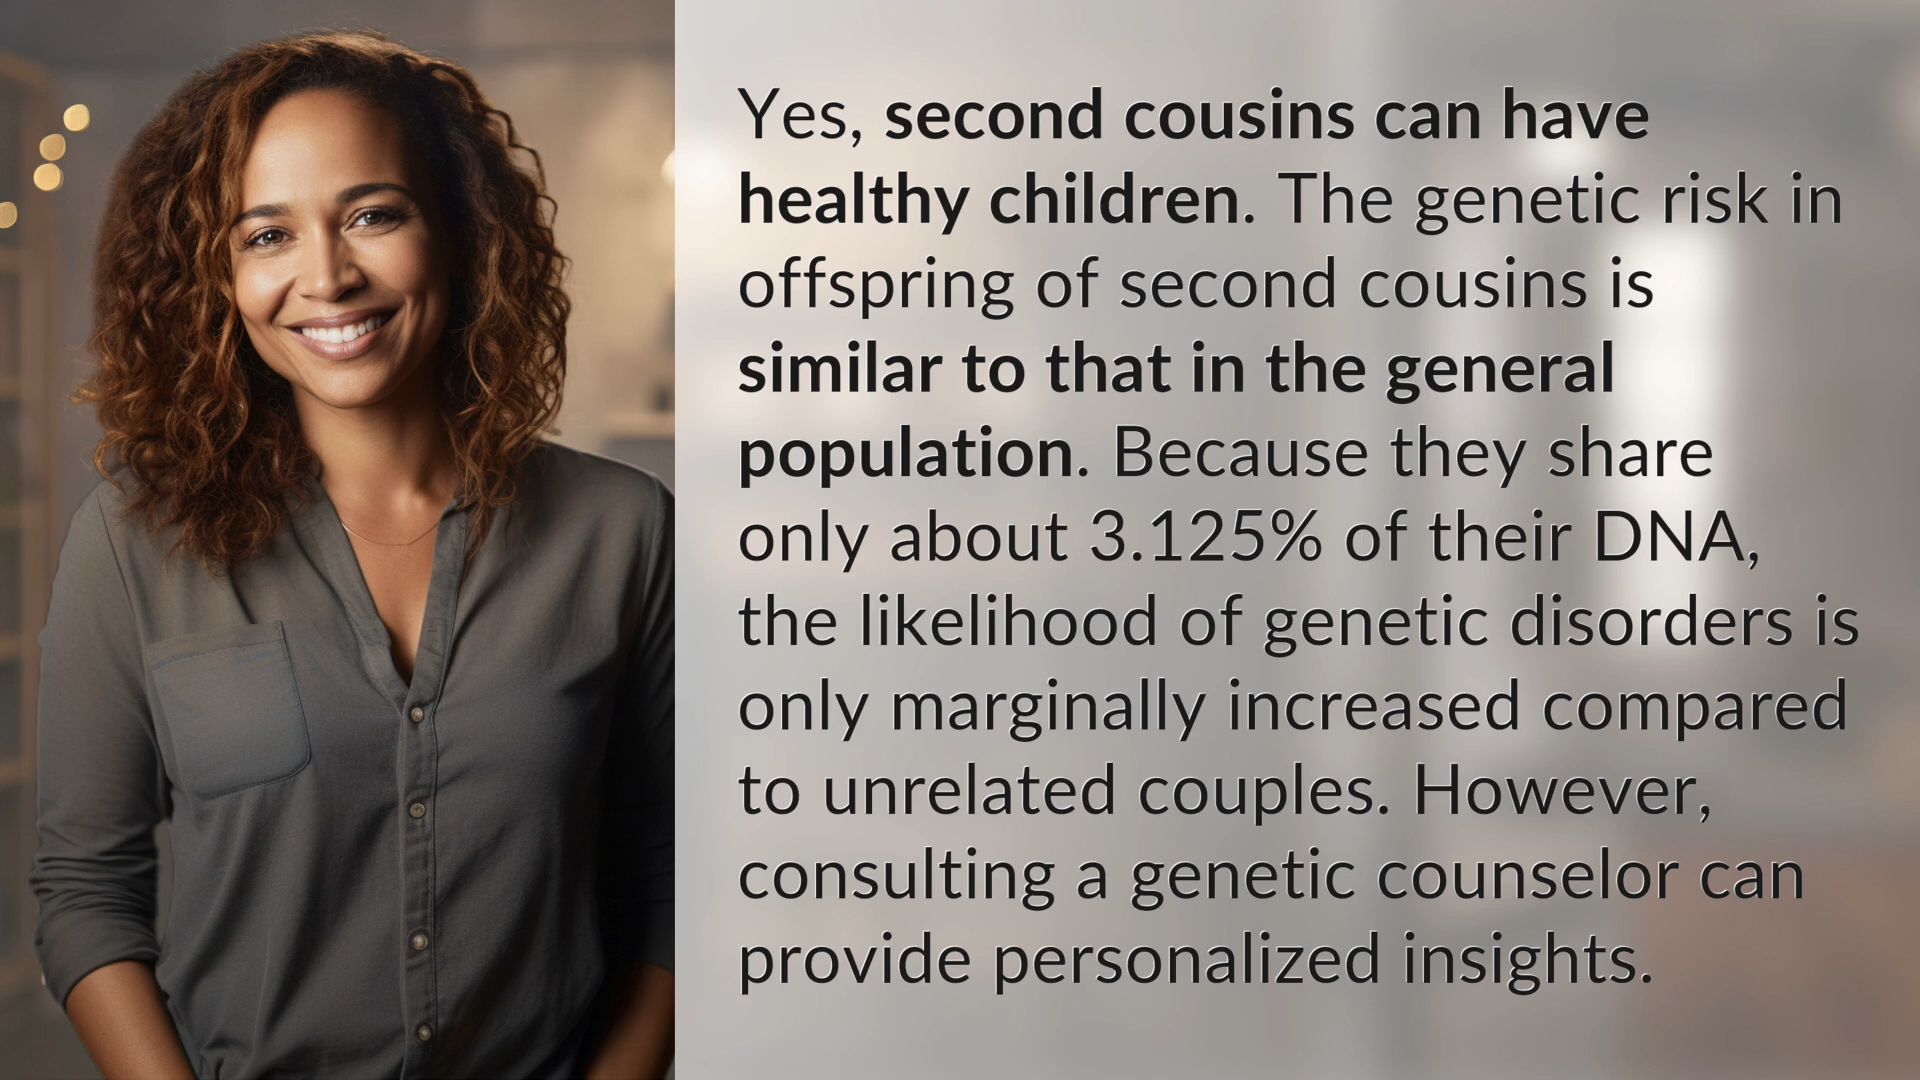 Yes, second cousins can have
healthy children. The genetic risk in
offspring of second cousins is
similar to that in the general
population. Because they share
only about 3.125% of their DNA,
the likelihood of genetic disorders is
only marginally increased compared
to unrelated couples. However,
consulting a genetic counselor can
provide personalized insights.